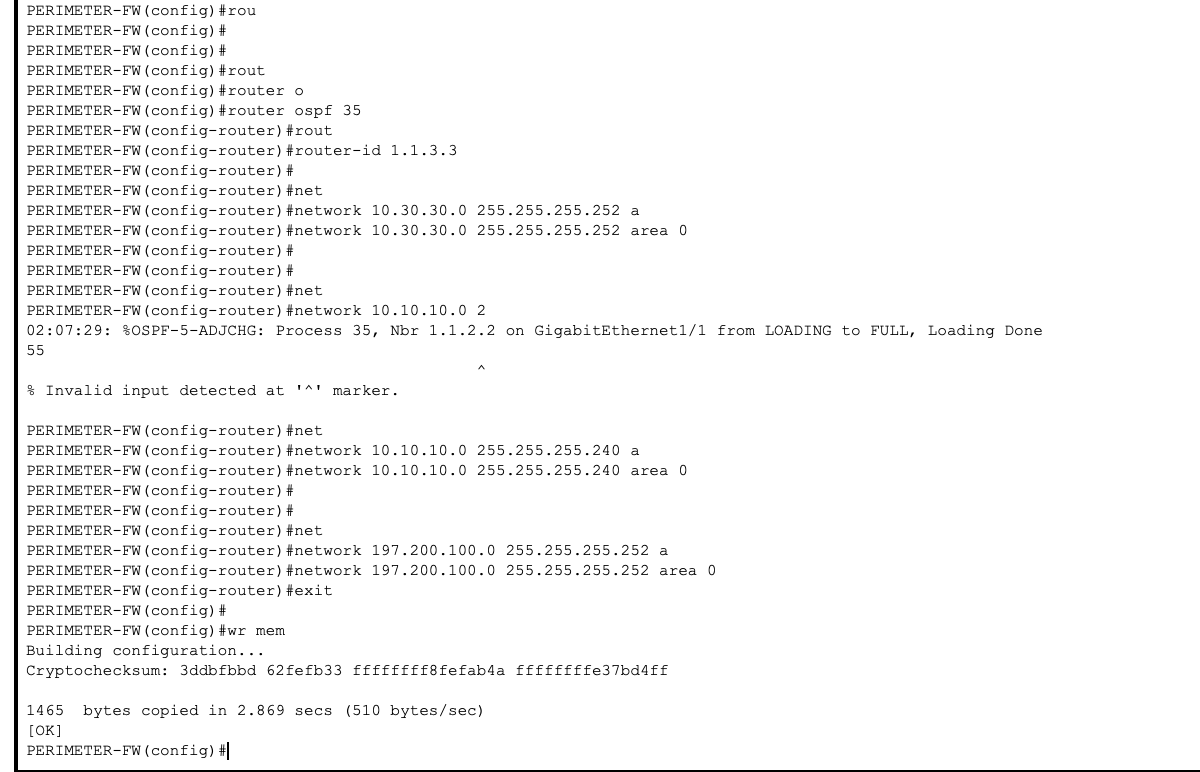 PERIMETER-FW(config)#rou
PERIMETER-FW(config)#
PERIMETER-FW(config)#
PERIMETER-FW(config)#rout
PERIMETER-FW(config)#router o
PERIMETER-FW(config)#router ospf 35
PERIMETER-FW(config-router)#rout
PERIMETER-FW(config-router)#router-id 1.1.3.3
PERIMETER-FW(config-router)#
PERIMETER-FW(config-router)#net
PERIMETER-FW(config-router)#network 10.30.30.0 255.255.255.252 a
PERIMETER-FW(config-router)#network 10.30.30.0 255.255.255.252 area 0
PERIMETER-FW(config-router)#
PERIMETER-FW(config-router)#
PERIMETER-FW(config-router)#net
PERIMETER-FW(config-router)#network 10.10.10.0 2
02:07:29: %OSPF-5-ADJCHG: Process 35, Nbr 1.1.2.2 on GigabitEthernet1/1 from LOADING to FULL, Loading Done
55
^
% Invalid input detected at '^' marker.
PERIMETER-FW(config-router)#net
PERIMETER-FW(config-router)#network 10.10.10.0 255.255.255.240 a
PERIMETER-FW(config-router)#network 10.10.10.0 255.255.255.240 area 0
PERIMETER-FW(config-router)#
PERIMETER-FW(config-router)#
PERIMETER-FW(config-router)#net
PERIMETER-FW(config-router)#network 197.200.100.0 255.255.255.252 a
PERIMETER-FW(config-router)#network 197.200.100.0 255.255.255.252 area 0
PERIMETER-FW(config-router)#exit
PERIMETER-FW(config)#
PERIMETER-FW(config)#wr mem
Building configuration...
Cryptochecksum: 3ddbfbbd 62fefb33 ffffffff8fefab4a ffffffffe37bd4ff
1465 bytes copied in 2.869 secs (510 bytes/sec)
[OK]
PERIMETER-FW(config)#